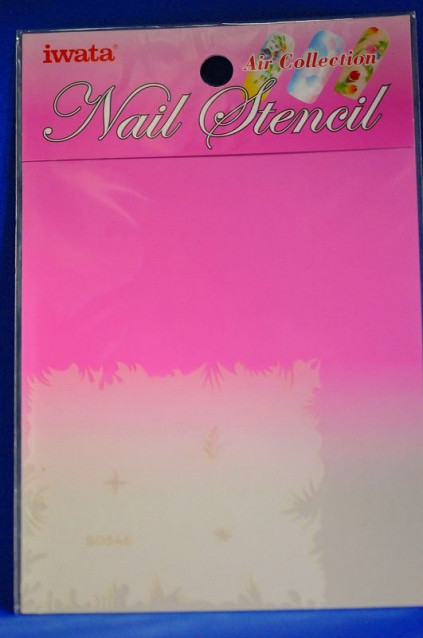 iwata®
Air Collection
Nail Stencil